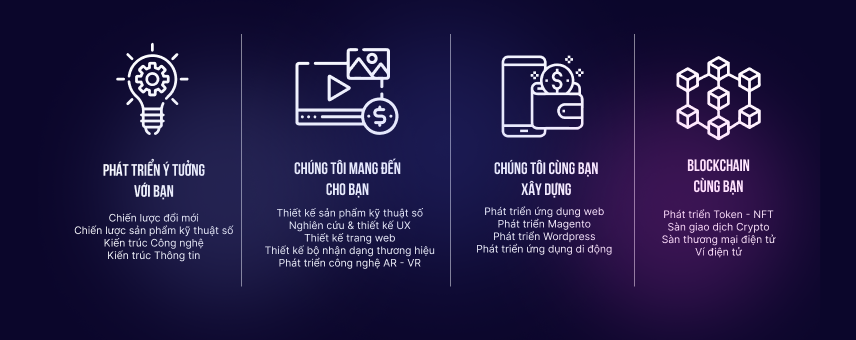 PHÁT TRIỂN Ý TƯỞNG
VỚI BẠN
Chiến lược đổi mới
Chiến lược sản phẩm kỹ thuật số
Kiến trúc Công nghệ
Kiến trúc Thông tin
CHÚNG TÔI MANG ĐẾN
CHO BẠN
Thiết kế sản phẩm kỹ thuật số
Nghiên cứu & thiết kế UX
Thiết kế trang web
Thiết kế bộ nhận dạng thương hiệu
Phát triển công nghệ AR - VR
CHÚNG TÔI CÙNG BẠN
XÂY DỰNG
Phát triển ứng dụng web
Phát triển Magento
Phát triển Wordpress
Phát triển ứng dụng di động
BLOCKCHAIN
CÙNG BẠN
Phát triển Token - NFT
Sàn giao dịch Crypto
Sàn thương mại điện tử
Ví điện tử